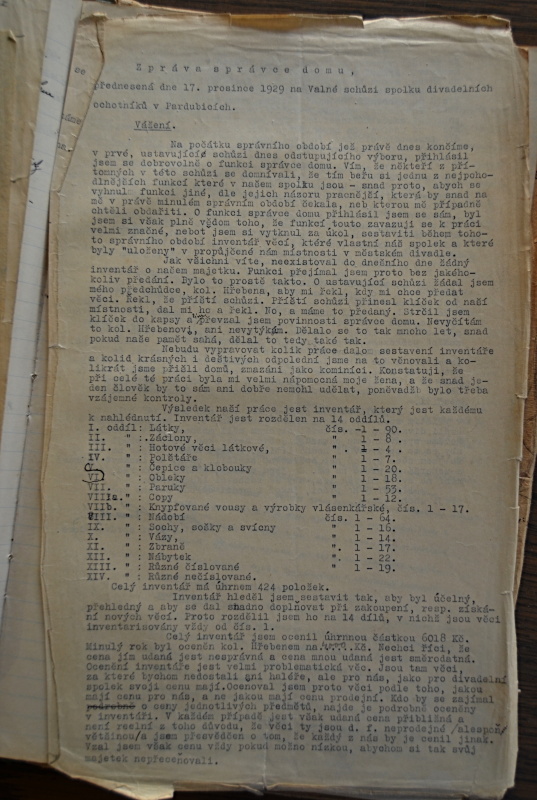 Zpráva správce domu,
přednesená dne 17. prosince 1929 na Valné schůzi spolku divadelních
ochotníků v Pardubicích.
Vážení.
Na počátku správního období jež právě dnes končíme,
v prvé, ustavující schůzi dnes odstupujícího výboru, přihlásil
jsem se dobrovolně o funkci správce domu. Vím, že někteří z pří-
tomných v této schůzi se domnívali, že tím beru si jednu z nejpoho-
dlnějších funkcí které v našem spolku jsou - snad proto, abych se
vyhnul funkci jiné, dle jejich názoru pracnější, která by snad na
mě v právě minulém správním období čekala, neb kterou mě případně
chtěli obdařiti. O funkci správce domu přihlásil jsem se sám, byl
jsem si však plně vědom toho, že funkcí touto zavazuji se k práci
velmi značné, neboť jsem si vytknul za úkol, sestaviti během toho-
to správního období inventář věcí, které vlastní náš spolek a které
byly "uloženy" v propůjčené nám místnosti v městském divadle.
Jak všichni víte, neexistoval do dnešního dne žádný
inventář o našem majetku. Funkci přejímal jsem proto bez jakého-
koliv předání. Bylo to prostě takto. O ustavující schůzi žádal jsem
mého předchůdce, kol. Hřebena, aby mi řekl, kdy mi chce předat
věci. Řekl, že příští schůzi. Příští schůzi přinesl klíček od naší
místnosti, dal mi ho a řekl. No, a máme to předaný. Strčil jsem
klíček do kapsy a převzal jsem povinnosti správce domu. Nevyčítám
to kol. Hřebenovi, ani nevytýkám. Dělalo se to tak mnoho let, snad
pokud naše paměť sahá, dělal to tedy také tak.
Nebudu vypravovat kolik práce dalo sestavení inventáře
a kolik krásných i deštivých odpolední jsme na to věnovali a ko-
likrát jsme přišli domů, smazáni jako kominíci. Konstatuji, že
při celé té práci byla mi velmi nápomocna moje žena, a že snad je-
den člověk by to sám ani dobře nemohl udělat, poněvadž bylo třeba
vzájemné kontroly.
Výsledek naší práce jest inventář, který jest každému
k nahlédnutí. Inventář jest rozdělen na 14 oddílů.
I. oddíl: Látky, čís. -1 - 90.
II. " : Záclony, " 1 - 8 .
III. " : Hotové věci látkové, " . 1 - 4 .
IV. " : Polštáře " 1 - 7.
V. " : Čepice a klobouky " 1 - 20.
VI. " : Obleky " 1 - 18.
VII. " : Paruky " 1 - 53.
VIIIa. " : Copy " 1 - 12.
VIIb. " : Knypfované vousy a výrobky vlásenkářské, čís. 1 - 17.
VIII. " : Nádobí čís. 1 - 64.
IX. " : Sochy, sošky a svícny " 1 - 16.
X. " : Vázy, " 1 - 14.
XI. " : Zbraně ". 1 - 17.
XII. " : Nábytek ". 1 - 22.
XIII. " : Různé číslované " 1 - 19.
XIV. " : Různé nečíslované.
Celý inventář má úhrnem 424 položek.
Inventář hleděl jsem sestavit tak, aby byl účelný,
přehledný a aby se dal snadno doplňovat při zakoupení, resp. získá-
ní nových věcí. Proto rozdělil jsem ho na 14 dílů, v nichž jsou věci
inventarisovány vždy od čís. 1.
Celý inventář jsem ocenil úhrnnou částkou 6018 Kč.
Minulý rok byl oceněn kol. Hřebenem na Kč. Nechci říci, že
cena jím udaná jest nesprávná a cena mnou udaná jest směrodatná.
Ocenění inventáře jest velmi problematická věc. Jsou tam věci,
za které bychom nedostali ani haléře, ale pro nás, jako pro divadelní
spolek svoji cenu mají. Ocenoval jsem proto věci podle toho, jakou
mají cenu pro nás, a ne jakou mají cenu prodejní. Kdo by se zajímal
podrobně o ceny jednotlivých předmětů, najde je podrobně oceněny
v inventáři. V každém případě jest však udaná cena přibližná a
není reelní z toho důvodu, že věci ty jsou d. f. neprodejné /alespoň
většinou/a jsem přesvědčen o tom, že každý z nás by je cenil jinak.
Vzal jsem však cenu vždy pokud možno nízkou, abychom si tak svůj
majetek nepřeceňovali.